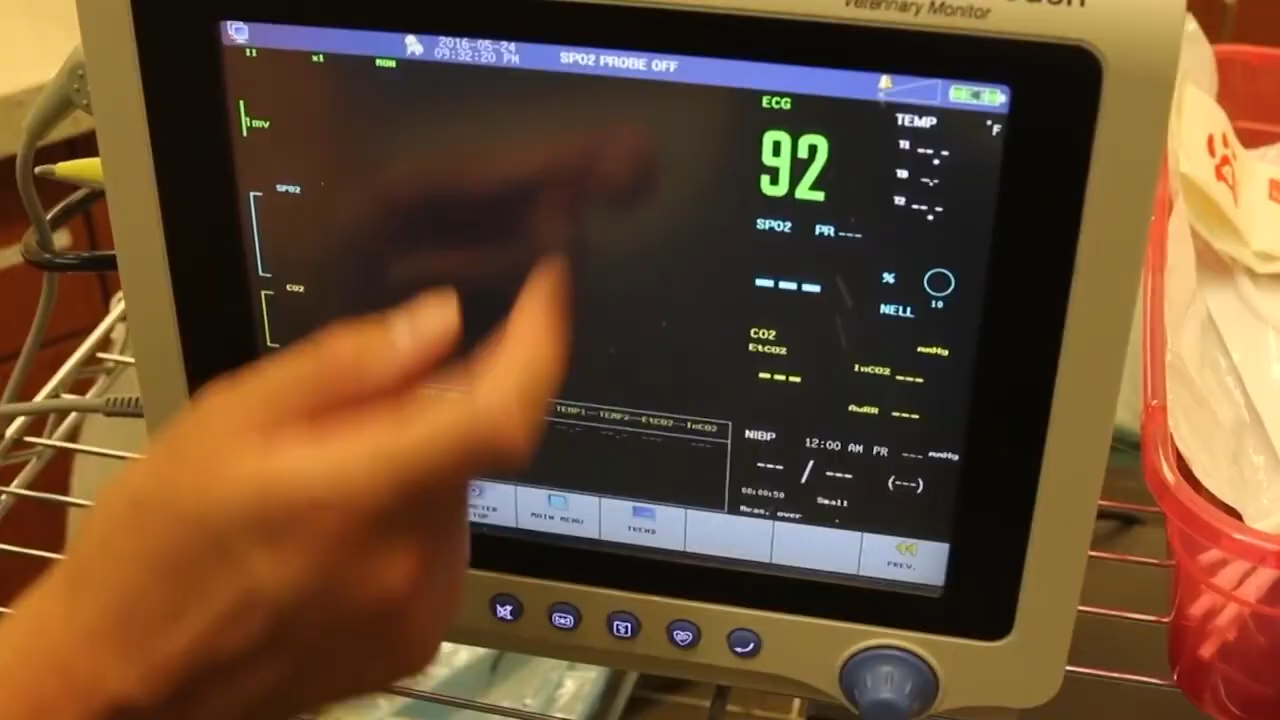 Veterinary Monitor
2016-05-24
09:32:20 PM
SPO2 PROBE OFF
II x1 MON
1mv
SPO2
CO2
ECG
92
TEMP °F
T1 --.-
TD -.-
T2 --.-
SPO2 PR ---
--- %
10
NELL
CO2
EtCO2 mmHg
--- InCO2 ---
AwRR ---
TEMP1--TEMP2--EtCO2--InCO2
NIBP 12:00 AM PR --- mmHg
--- / --- (---)
00:00:50 Small
Meas. over
MAIN MENU
TREND
PREV.